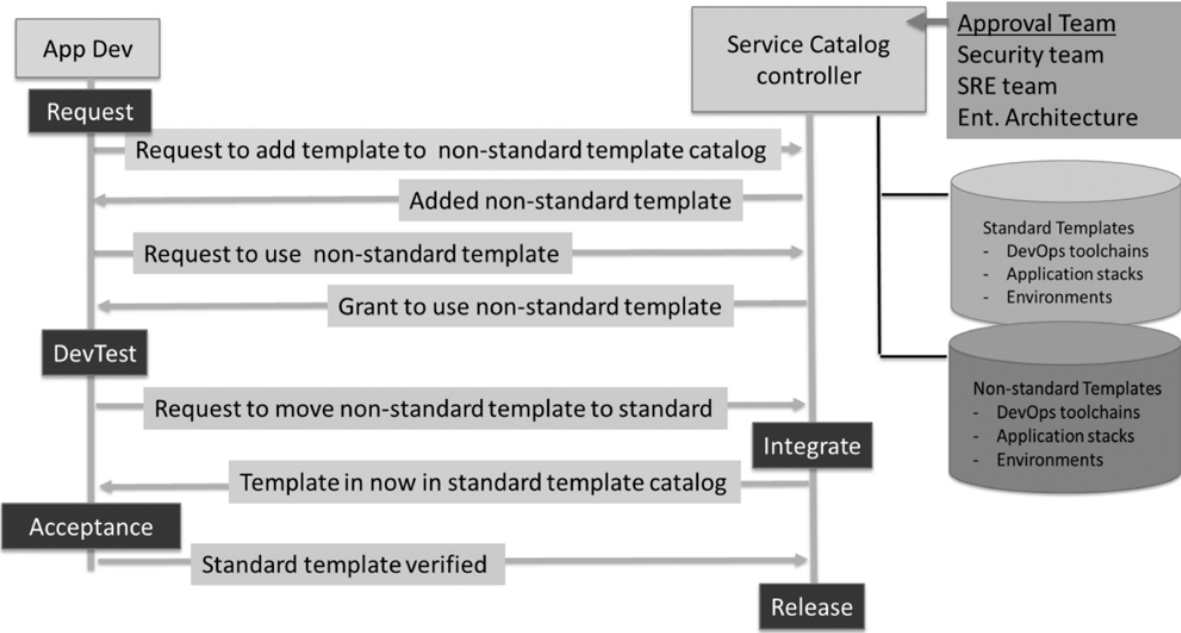 App Dev
Service Catalog
controller
Approval Team
Security team
SRE team
Ent. Architecture
Request
Request to add template to non-standard template catalog
Added non-standard template
Request to use non-standard template
Grant to use non-standard template
DevTest
Request to move non-standard template to standard
Integrate
Template in now in standard template catalog
Acceptance
Standard template verified
Release
Standard Templates
- DevOps toolchains
- Application stacks
- Environments
Non-standard Templates
- DevOps toolchains
- Application stacks
- Environments